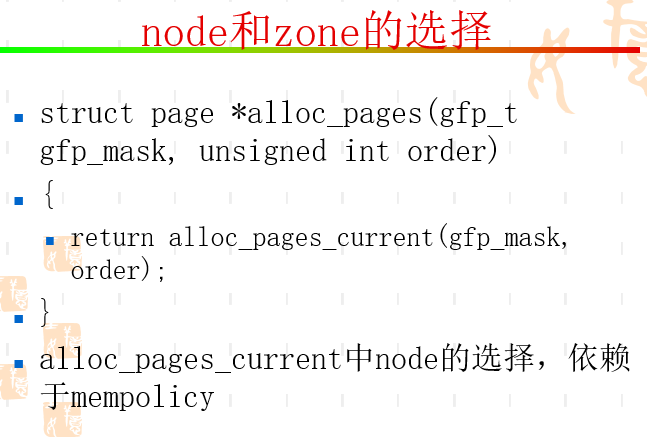 node和zone的选择
struct page *alloc_pages(gfp_t
gfp_mask, unsigned int order)
{
return alloc_pages_current(gfp_mask,
order);
}
alloc_pages_current中node的选择，依赖
于mempolicy